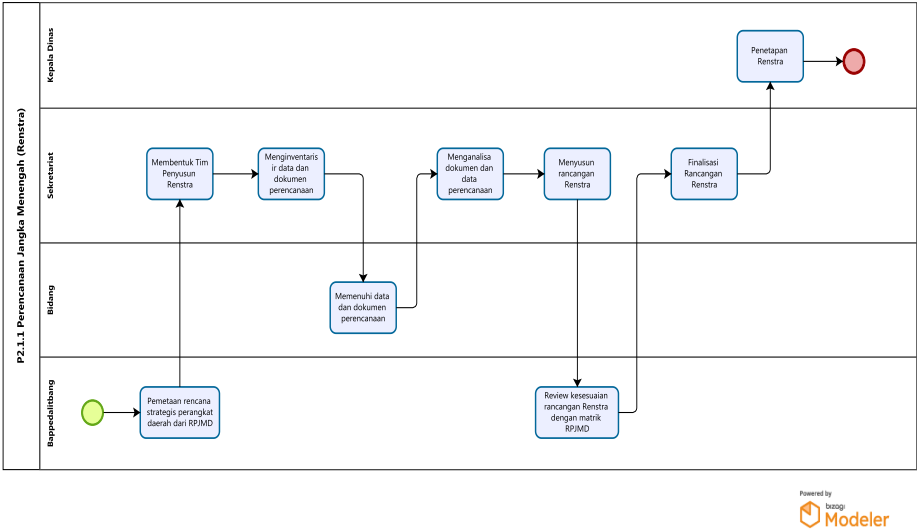 P2.1.1 Perencanaan Jangka Menengah (Renstra)
Kepala Dinas
Penetapan
Renstra
Sekretariat
Membentuk Tim
Penyusun
Renstra
Menginventaris
ir data dan
dokumen
perencanaan
Menganalisa
dokumen dan
data
perencanaan
Menyusun
rancangan
Renstra
Finalisasi
Rancangan
Renstra
Bidang
Memenuhi data
dan dokumen
perencanaan
Bappedalitbang
Pemetaan rencana
strategis perangkat
daerah dari RPJMD
Review kesesuaian
rancangan Renstra
dengan matrik
RPJMD
Powered by
bizagi
Modeler